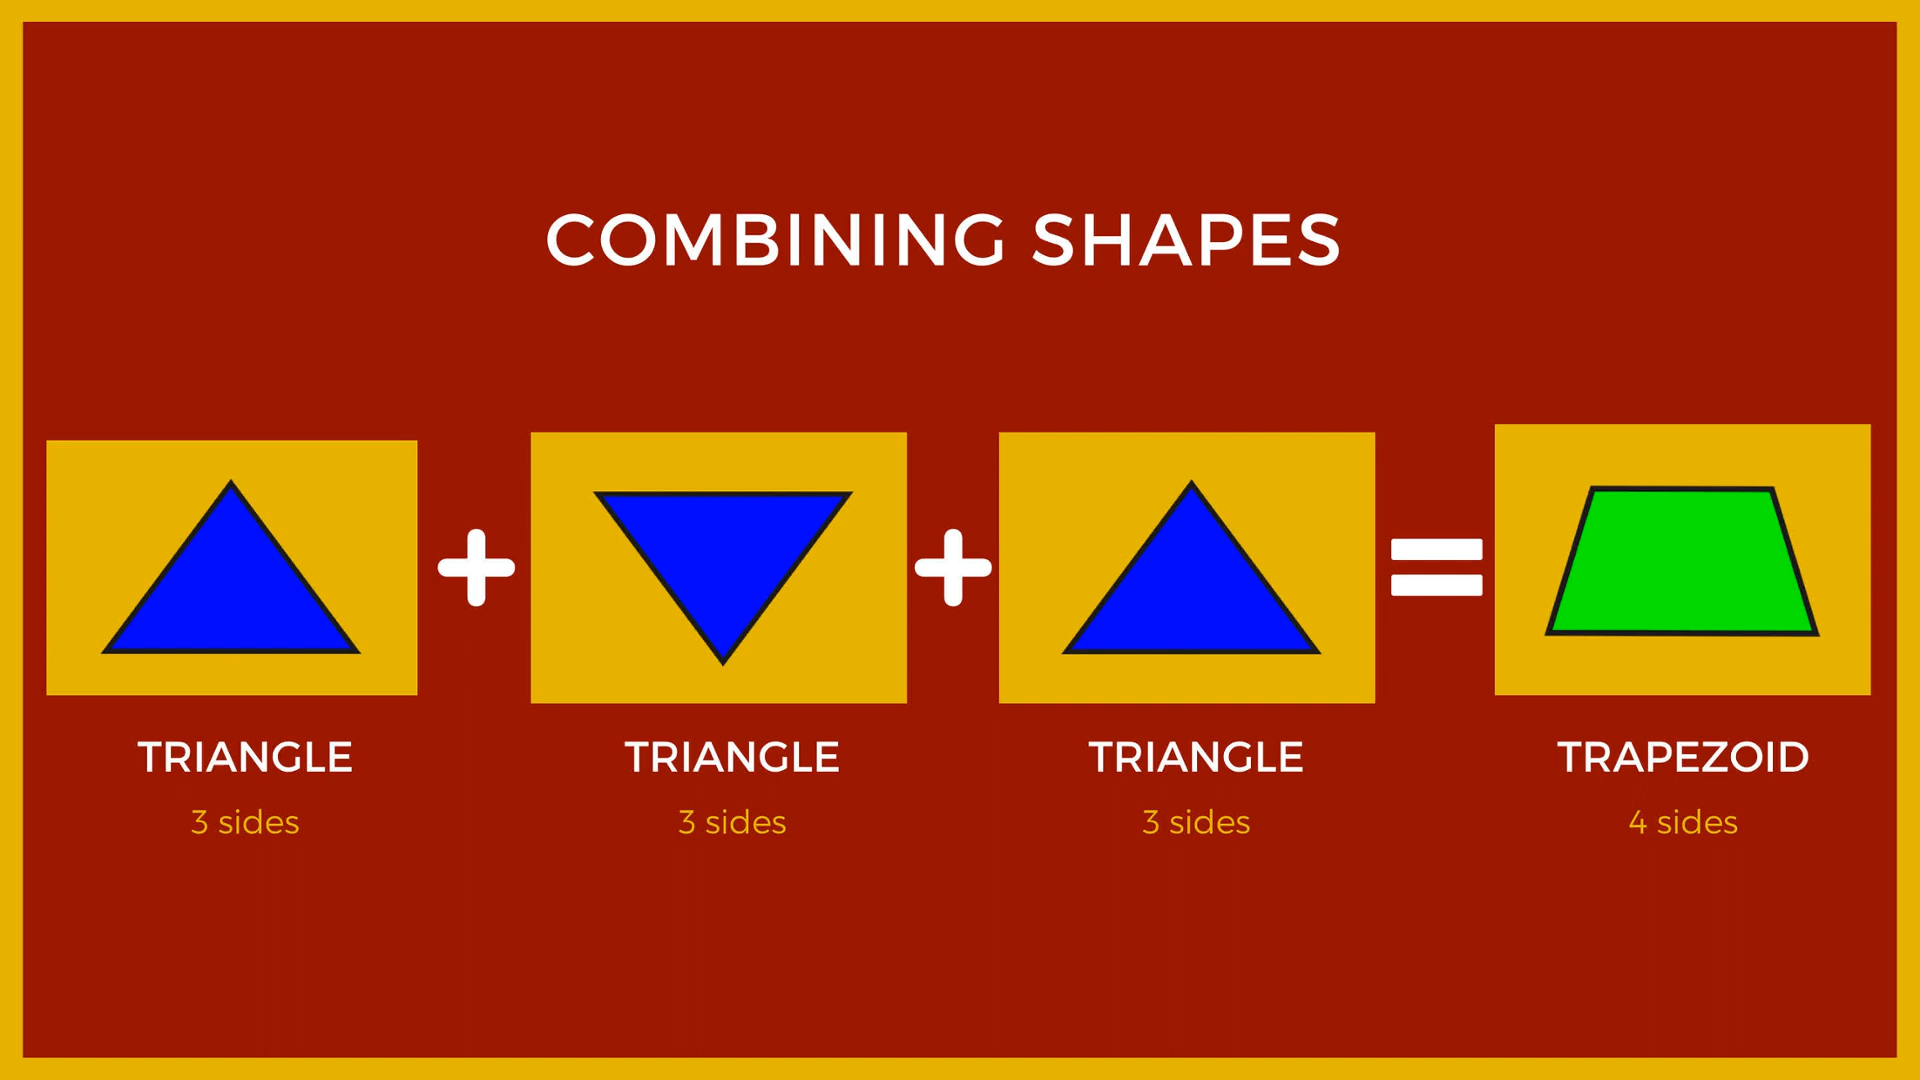 COMBINING SHAPES
TRIANGLE
3 sides
TRIANGLE
3 sides
TRIANGLE
3 sides
TRAPEZOID
4 sides